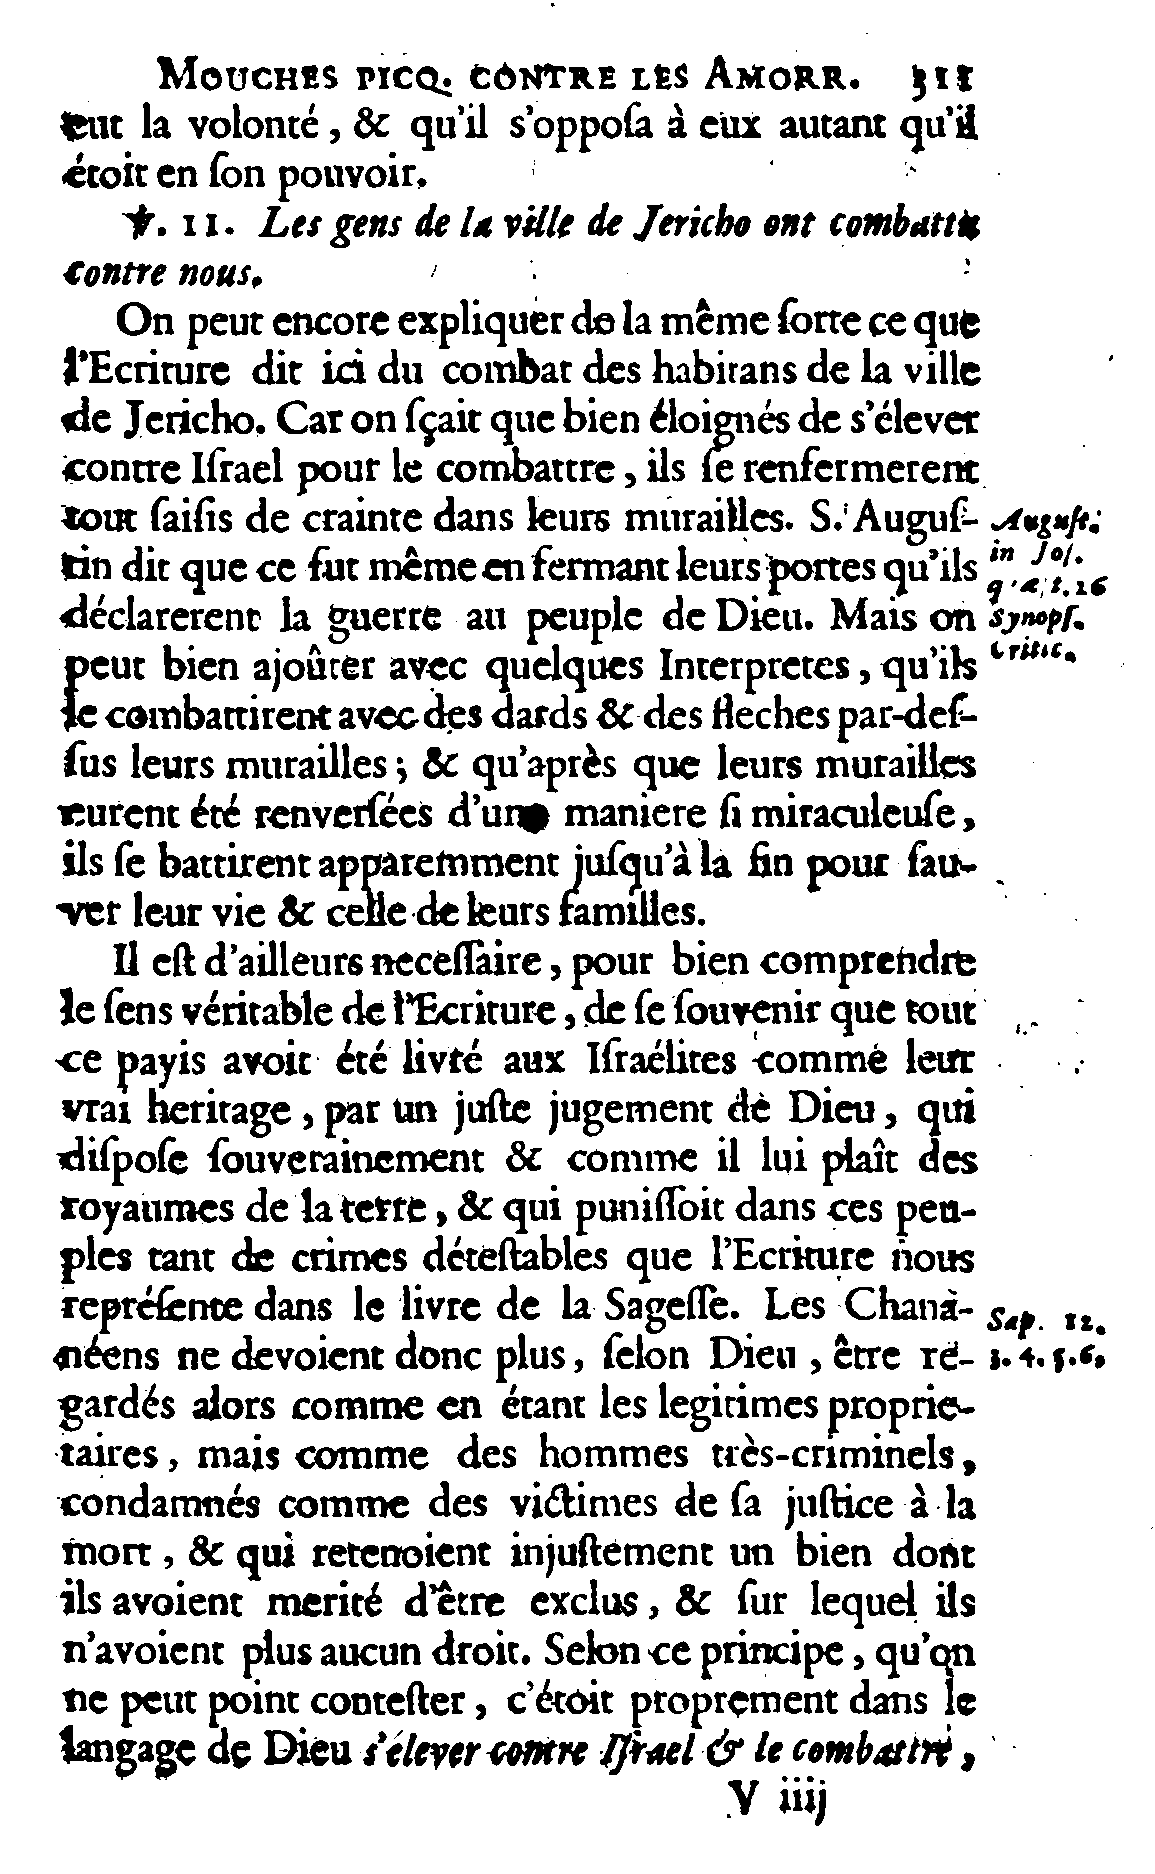 MOUCHES PICQ. CONTRE LES AMORR. 311
eut la volonté, & qu'il s'opposa à eux autant qu'il
étoit en ſon pouvoir.
℣. 11. Les gens de la ville de Jericho ont combattu
contre nous.
On peut encore expliquer de la même ſorte ce que
l'Ecriture dit ici du combat des habitans de la ville
de Jericho. Car on ſçait que bien éloignés de s'élever
contre Iſrael pour le combattre, ils ſe renfermerent
tout ſaiſis de crainte dans leurs murailles. S. Auguſ-
tin dit que ce fut même en fermant leurs portes qu'ils
déclarerent la guerre au peuple de Dieu. Mais on
peut bien ajoûter avec quelques Interpretes, qu'ils
le combattirent avec des dards & des fleches par-deſ-
ſus leurs murailles; & qu'après que leurs murailles
eurent été renverſées d'une maniere ſi miraculeuſe,
ils ſe battirent apparemment juſqu'à la fin pour ſau-
ver leur vie & celle de leurs familles.
Il eſt d'ailleurs neceſſaire, pour bien comprendre
le ſens véritable de l'Ecriture, de ſe ſouvenir que tout
ce payis avoit été livré aux Iſraélites comme leur
vrai heritage, par un juſte jugement de Dieu, qui
diſpoſe ſouverainement & comme il lui plaît des
royaumes de la terre, & qui puniſſoit dans ces peu-
ples tant de crimes déteſtables que l'Ecriture nous
repréſente dans le livre de la Sageſſe. Les Chana-
néens ne devoient donc plus, ſelon Dieu, être re-
gardés alors comme en étant les legitimes proprie-
taires, mais comme des hommes très-criminels,
condamnés comme des victimes de ſa juſtice à la
mort, & qui retenoient injuſtement un bien dont
ils avoient merité d'être exclus, & ſur lequel ils
n'avoient plus aucun droit. Selon ce principe, qu'on
ne peut point conteſter, c'étoit proprement dans le
langage de Dieu s'élever contre Iſrael & le combattre,
V iiij
Auguſt.
in Joſ.
t. 26
Synopſ.
Critic.
Sap. 12.
3. 4. 5. 6.